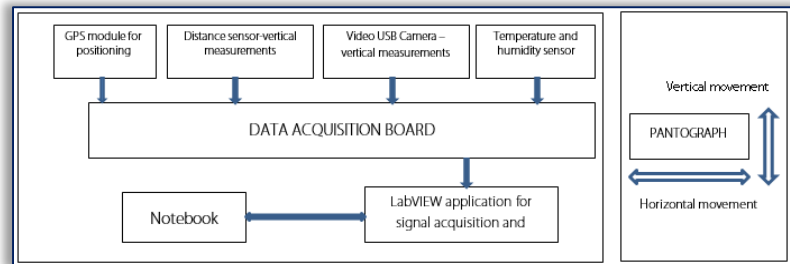 GPS module for
positioning
Distance sensor-vertical
measurements
Video USB Camera –
vertical measurements
Temperature and
humidity sensor
DATA ACQUISITION BOARD
Notebook
LabVIEW application for
signal acquisition and
Vertical movement
PANTOGRAPH
Horizontal movement